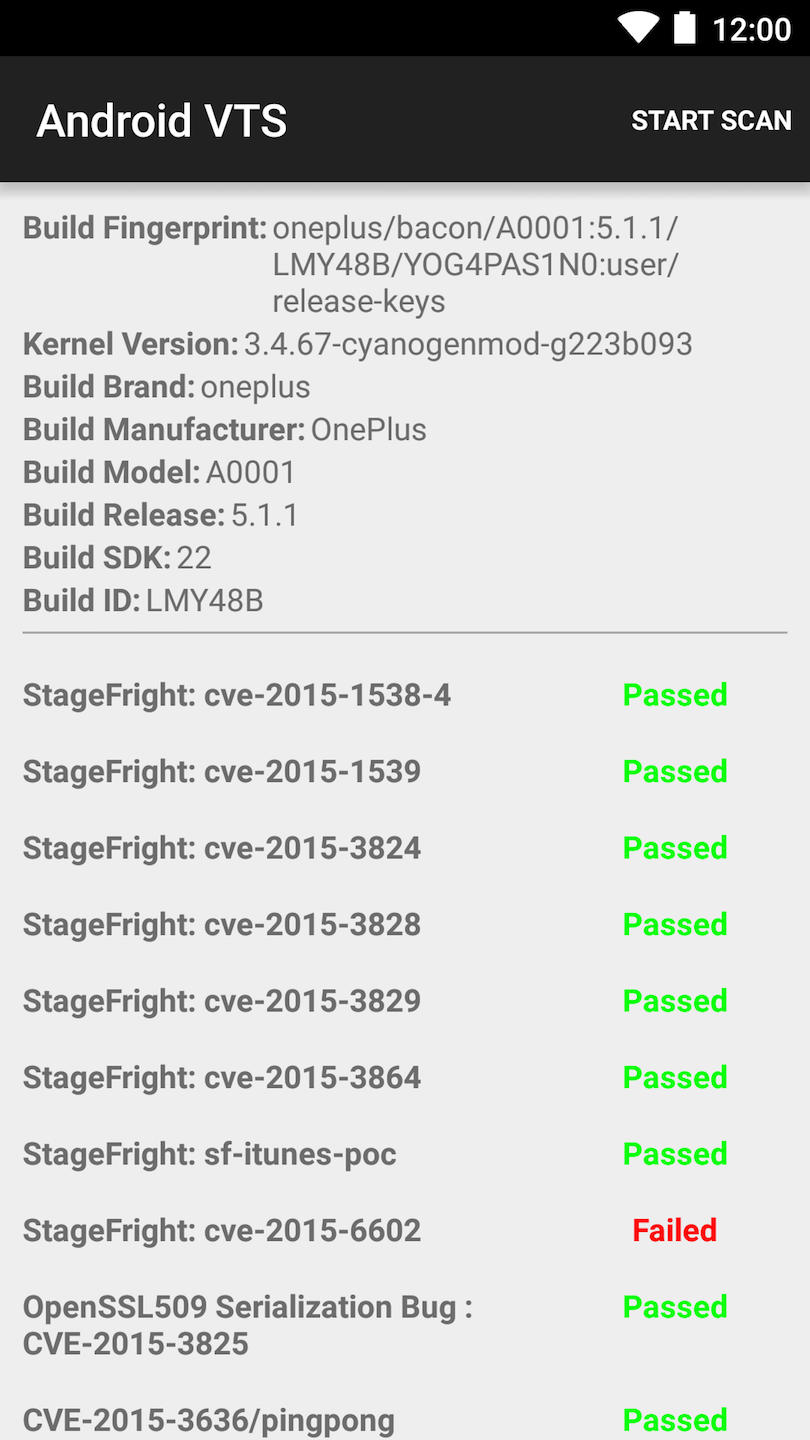 12:00
Android VTS START SCAN
Build Fingerprint: oneplus/bacon/A0001:5.1.1/
LMY48B/YOG4PAS1N0:user/
release-keys
Kernel Version: 3.4.67-cyanogenmod-g223b093
Build Brand: oneplus
Build Manufacturer: OnePlus
Build Model: A0001
Build Release: 5.1.1
Build SDK: 22
Build ID: LMY48B
StageFright: cve-2015-1538-4 Passed
StageFright: cve-2015-1539 Passed
StageFright: cve-2015-3824 Passed
StageFright: cve-2015-3828 Passed
StageFright: cve-2015-3829 Passed
StageFright: cve-2015-3864 Passed
StageFright: sf-itunes-poc Passed
StageFright: cve-2015-6602 Failed
OpenSSL509 Serialization Bug : Passed
CVE-2015-3825
CVE-2015-3636/pingpong Passed